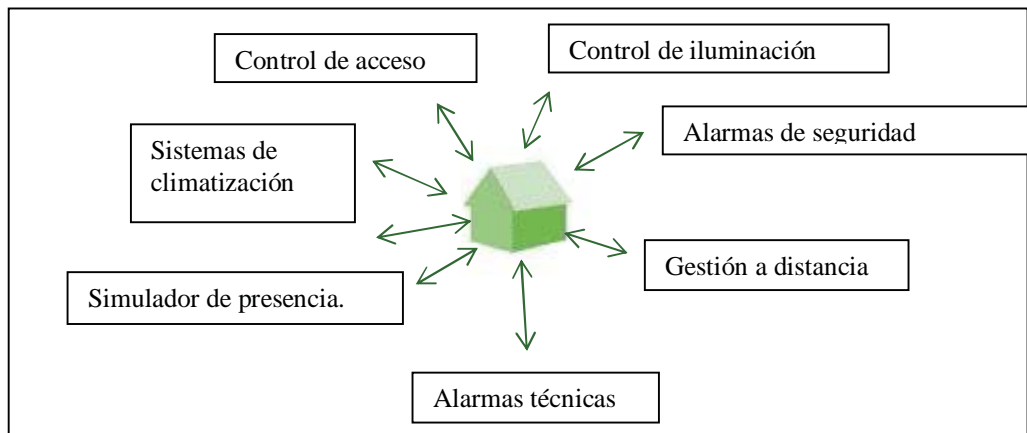 Control de acceso
Control de iluminación
Alarmas de seguridad
Sistemas de
climatización
Gestión a distancia
Simulador de presencia.
Alarmas técnicas